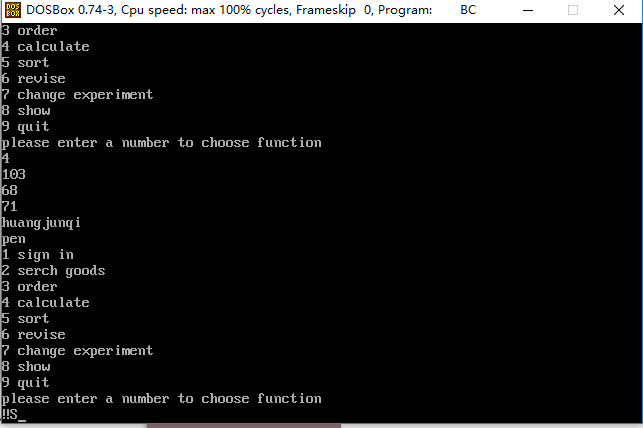 DOSBox 0.74-3, Cpu speed: max 100% cycles, Frameskip 0, Program: BC
3 order
4 calculate
5 sort
6 revise
7 change experiment
8 show
9 quit
please enter a number to choose function
4
103
68
71
huangjunqi
pen
1 sign in
2 serch goods
3 order
4 calculate
5 sort
6 revise
7 change experiment
8 show
9 quit
please enter a number to choose function
‼S_